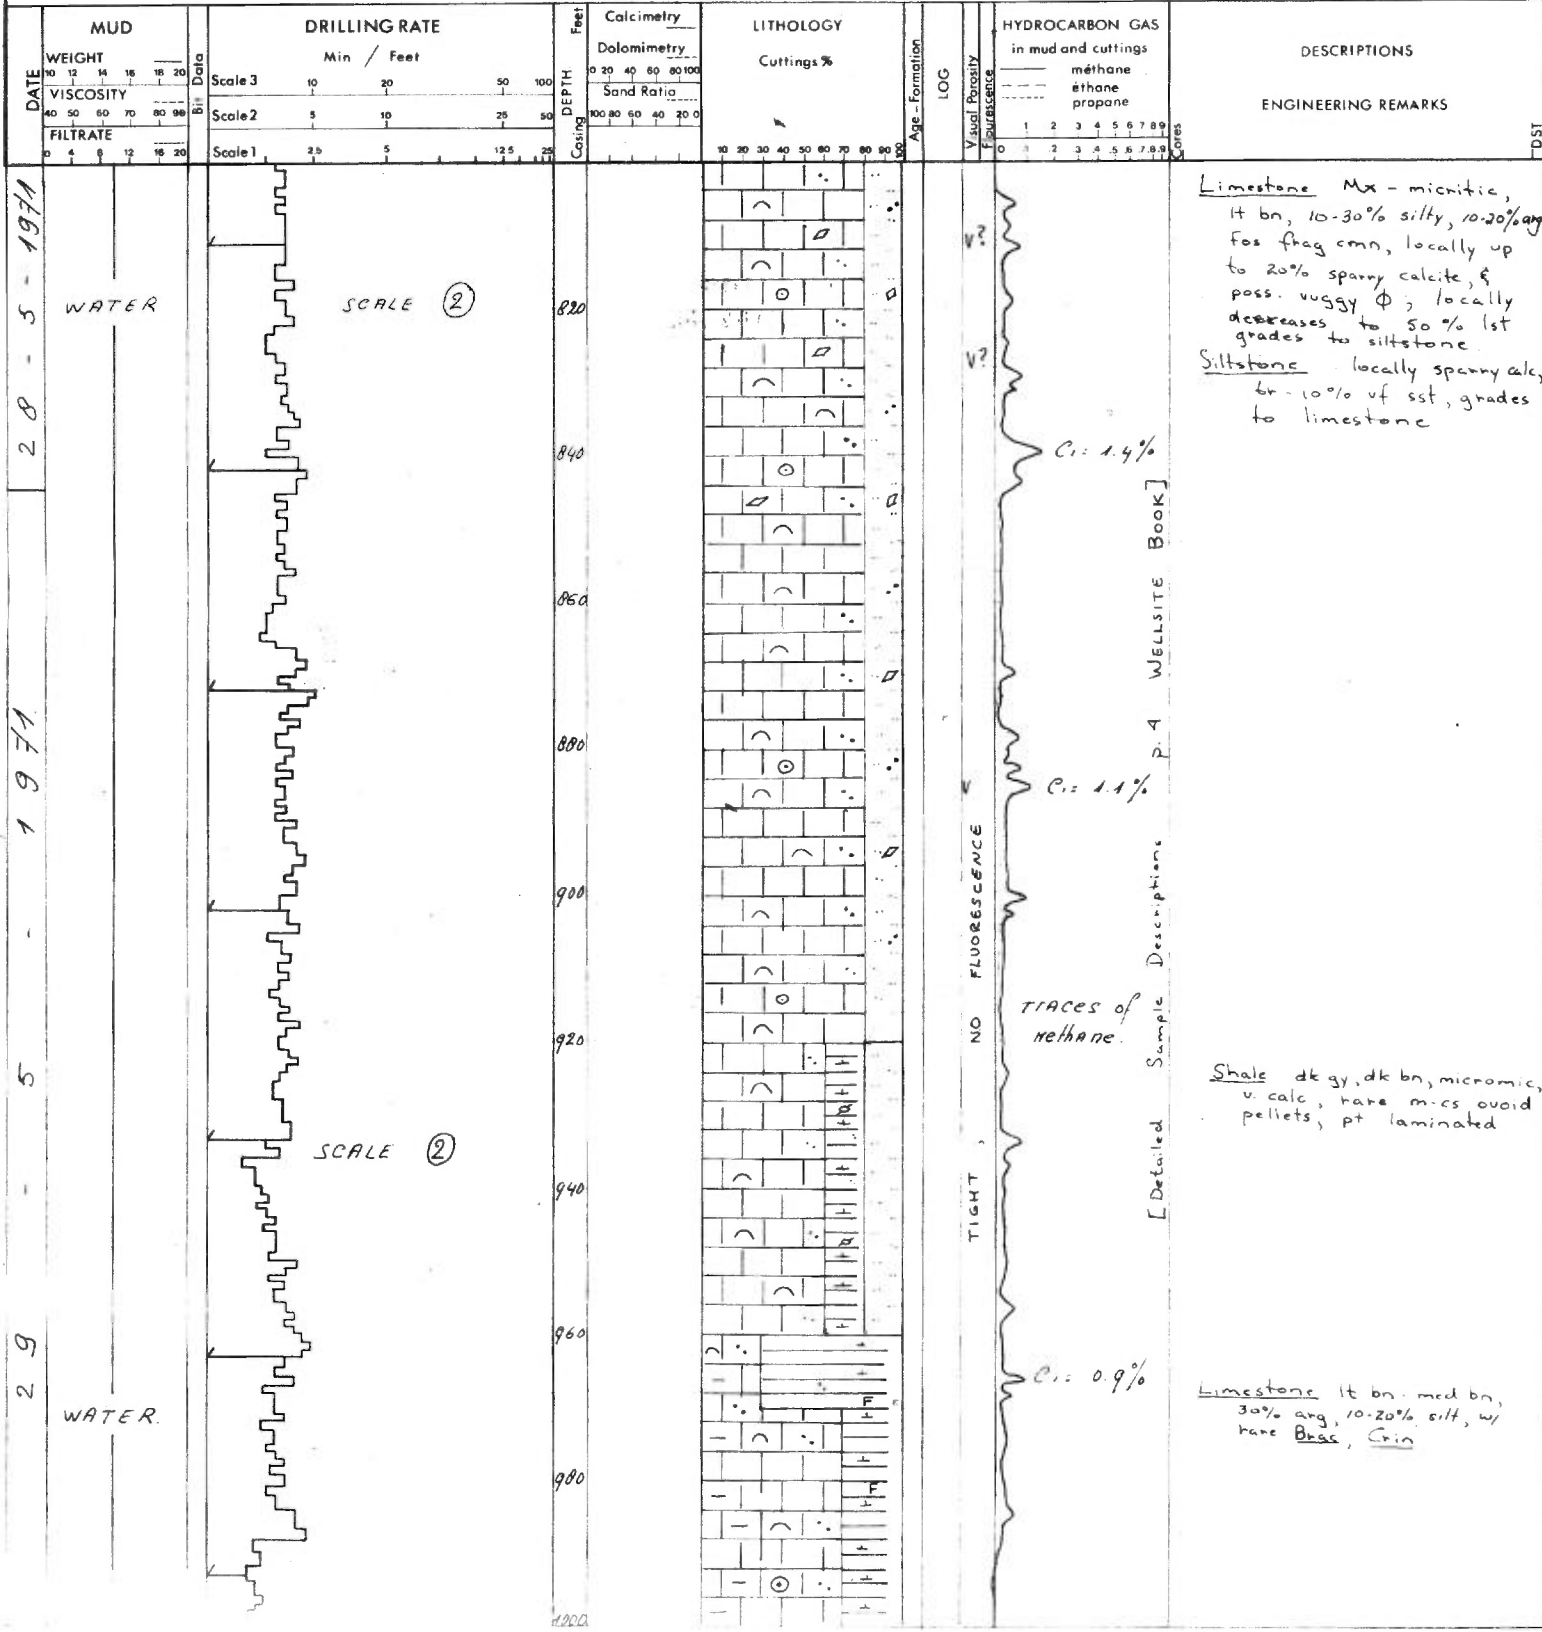 DATE
MUD
WEIGHT
10 12 14 16 18 20
VISCOSITY
40 50 60 70 80 90
FILTRATE
0 4 8 12 16 20
Bit Data
DRILLING RATE
Min / Feet
Scale 3 10 20 50 100
Scale 2 5 10 25 50
Scale 1 2.5 5 12.5 25
Casing DEPTH Feet
Calcimetry
Dolomimetry
0 20 40 60 80 100
Sand Ratio
100 80 60 40 20 0
LITHOLOGY
Cuttings %
10 20 30 40 50 60 70 80 90 100
Age - Formation
LOG
Visual Porosity
Flourescence
HYDROCARBON GAS
in mud and cuttings
méthane
éthane
propane
1 2 3 4 5 6 7 8 9
0 .1 .2 .3 .4 .5 .6 .7 .8 .9
Cores
DESCRIPTIONS
ENGINEERING REMARKS
DST
28 - 5 - 1971
29 - 5 - 1971
WATER
WATER.
SCALE 2
SCALE 2
820
840
860
880
900
920
940
960
980
V?
V?
V
F
F
TIGHT, NO FLUORESCENCE
C1: 1.4%
C1: 1.1%
TRACES of
methane.
C1: 0.9%
[Detailed Sample Descriptions p. 4 WELLSITE BOOK]
Limestone Mx - micritic,
lt bn, 10-30% silty, 10-20% arg
Fos frag cmn, locally up
to 20% sparry calcite, &
poss. vuggy φ; locally
decreases to 50% lst
grades to siltstone
Siltstone locally sparry calc,
tr - 10% vf sst, grades
to limestone
Shale dk gy, dk bn, micromic,
v. calc, rare m-cs ovoid
pellets, pt laminated
Limestone lt bn - med bn,
30% arg, 10-20% silt, w/
rare Brac, Crin